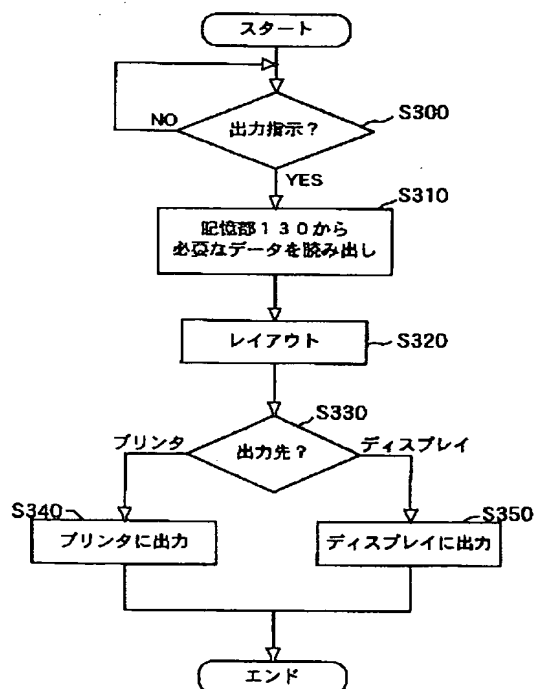 スタート
出力指示？
S300
NO
YES
S310
記憶部１３０から
必要なデータを読み出し
レイアウト
S320
S330
プリンタ
出力先？
ディスプレイ
S340
S350
プリンタに出力
ディスプレイに出力
エンド